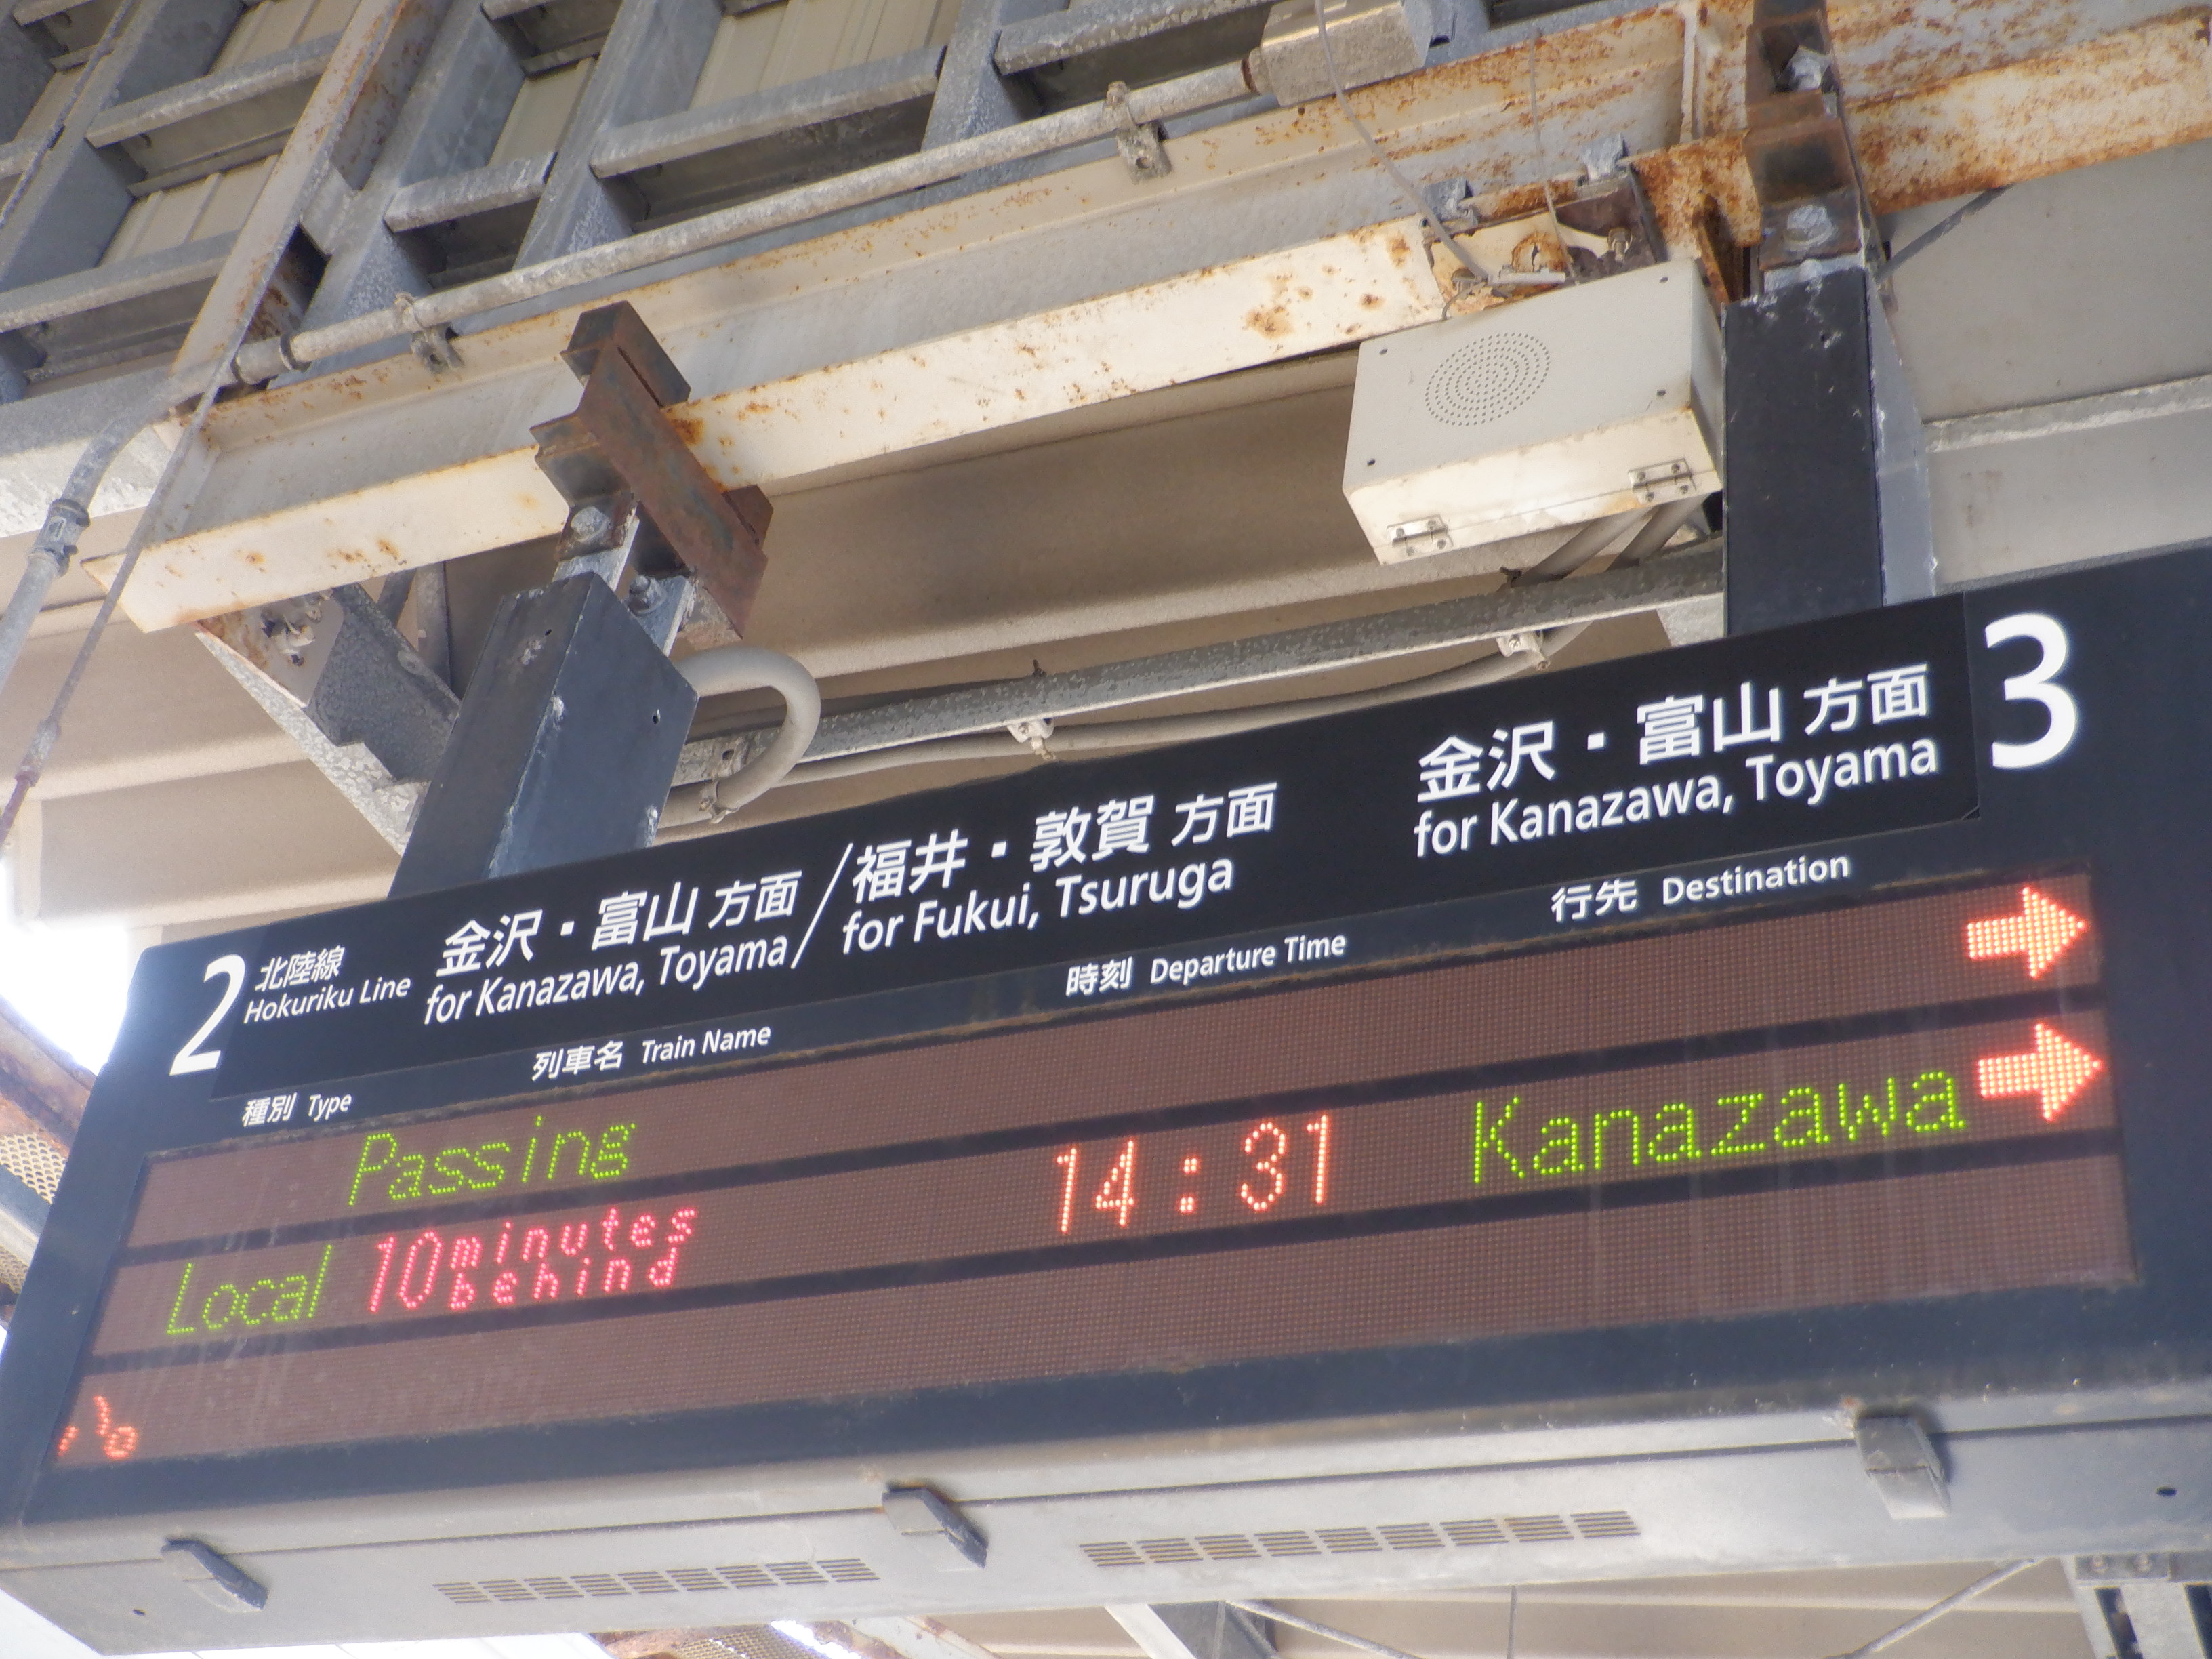 2 北陸線 金沢・富山 方面/福井・敦賀 方面 金沢・富山 方面 3
Hokuriku Line for Kanazawa, Toyama for Fukui, Tsuruga for Kanazawa, Toyama
種別 Type 列車名 Train Name 時刻 Departure Time 行先 Destination
Passing →
Local 10 minutes behind 14:31 Kanazawa →